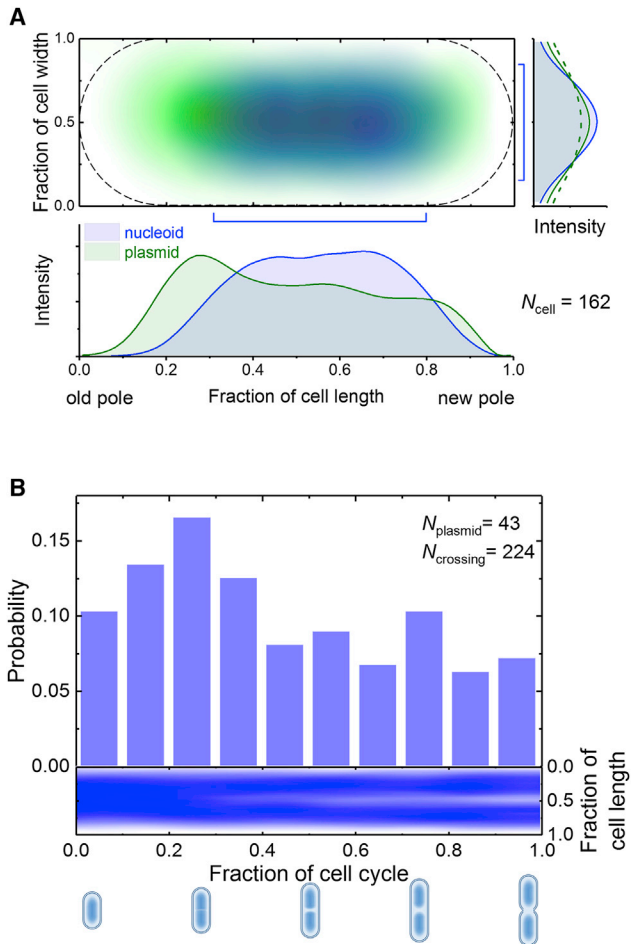 A
Fraction of cell width
1.0
0.5
0.0
Intensity
nucleoid
plasmid
Intensity
N_cell = 162
0.0 0.2 0.4 0.6 0.8 1.0
old pole Fraction of cell length new pole
B
Probability
0.15
0.10
0.05
0.00
N_plasmid= 43
N_crossing= 224
0.0
0.5
1.0
Fraction of
cell length
0.0 0.2 0.4 0.6 0.8 1.0
Fraction of cell cycle